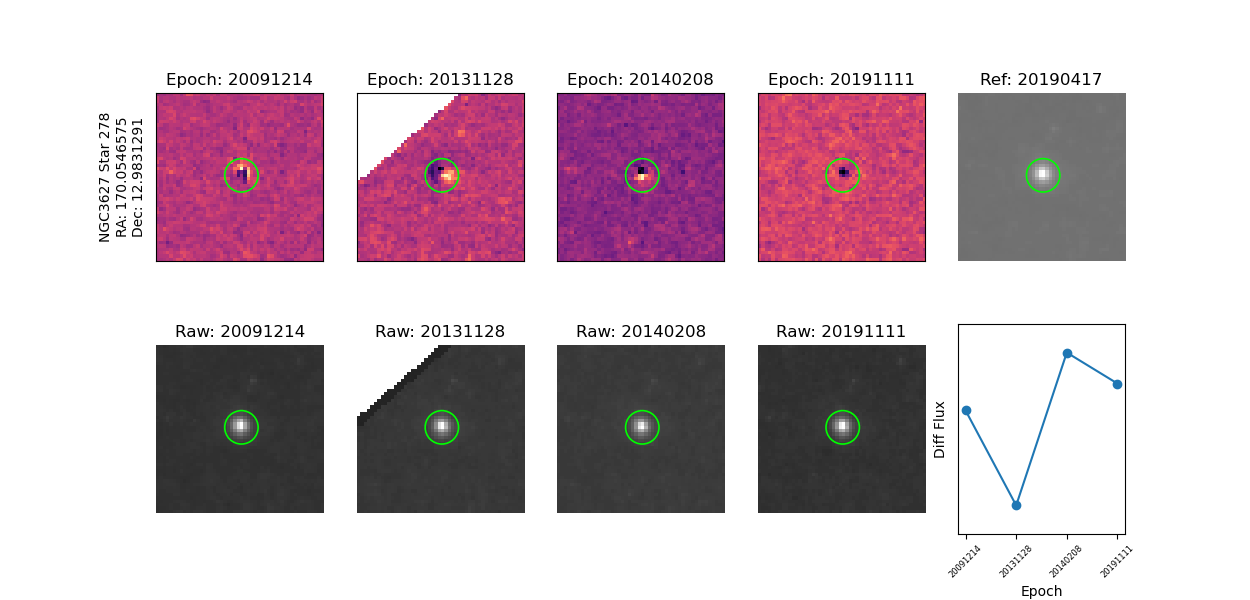 Epoch: 20091214
Epoch: 20131128
Epoch: 20140208
Epoch: 20191111
Ref: 20190417
NGC3627 Star 278
RA: 170.0546575
Dec: 12.9831291
Raw: 20091214
Raw: 20131128
Raw: 20140208
Raw: 20191111
Diff Flux
20091214
20131128
20140208
20191111
Epoch